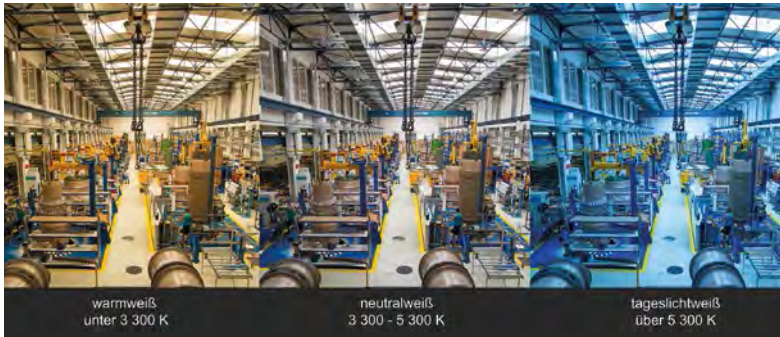 warmweiß
unter 3 300 K
neutralweiß
3 300 - 5 300 K
tageslichtweiß
über 5 300 K